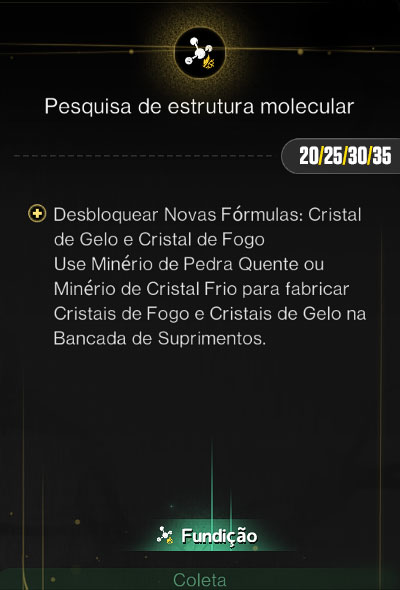 Pesquisa de estrutura molecular
20/25/30/35
Desbloquear Novas Fórmulas: Cristal
de Gelo e Cristal de Fogo
Use Minério de Pedra Quente ou
Minério de Cristal Frio para fabricar
Cristais de Fogo e Cristais de Gelo na
Bancada de Suprimentos.
Fundição
Coleta